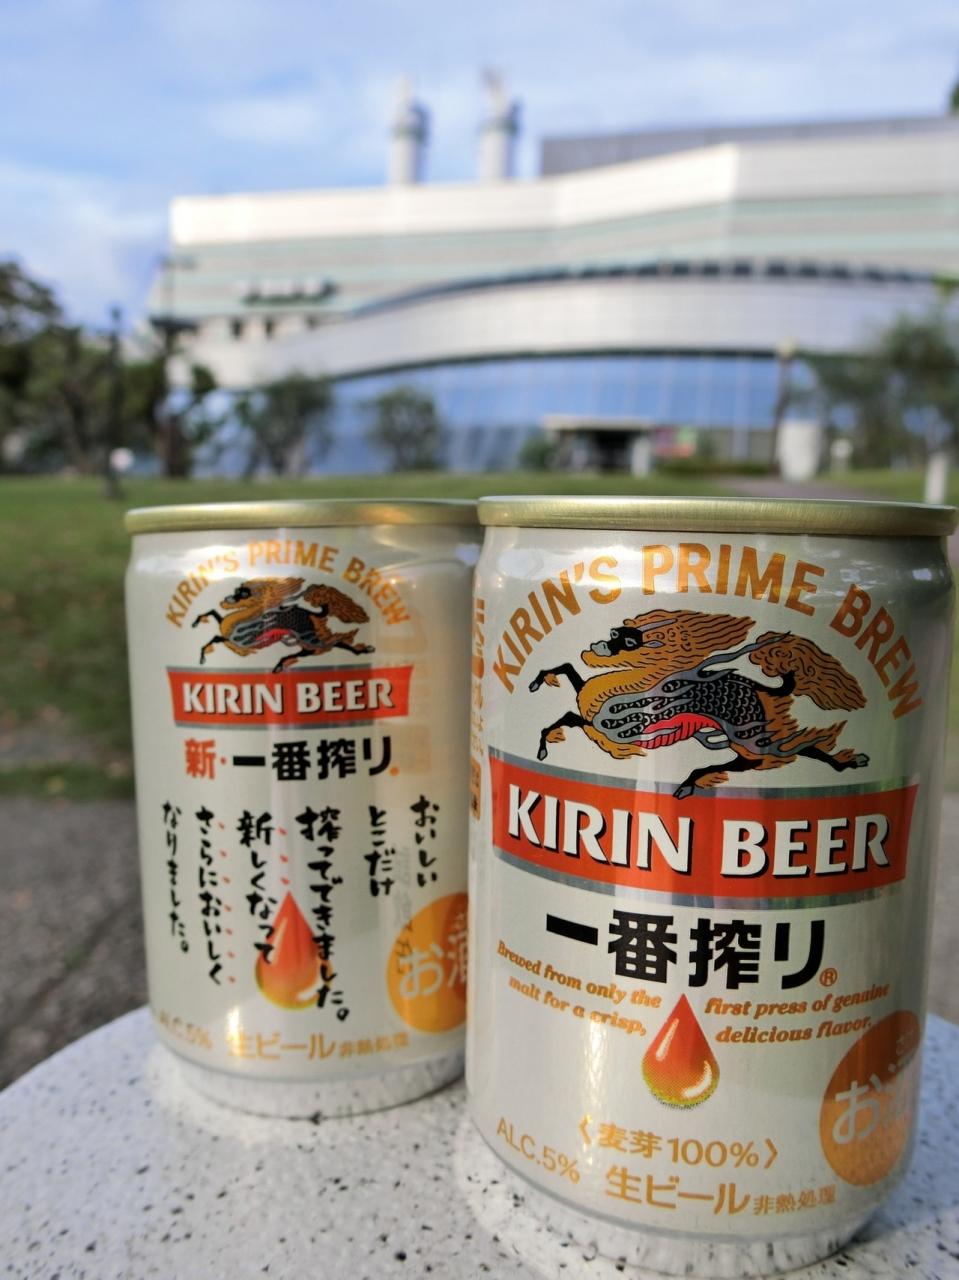 KIRIN'S PRIME BREW
KIRIN BEER
新・一番搾り
おいしい
とこだけ
搾ってできました。
新しくなって
さらにおいしく
なりました。
お酒
ALC.5% 生ビール 非熱処理
KIRIN'S PRIME BREW
KIRIN BEER
一番搾り®
Brewed from only the first press of genuine
malt for a crisp, delicious flavor.
お酒
〈麦芽100%〉
ALC.5% 生ビール 非熱処理